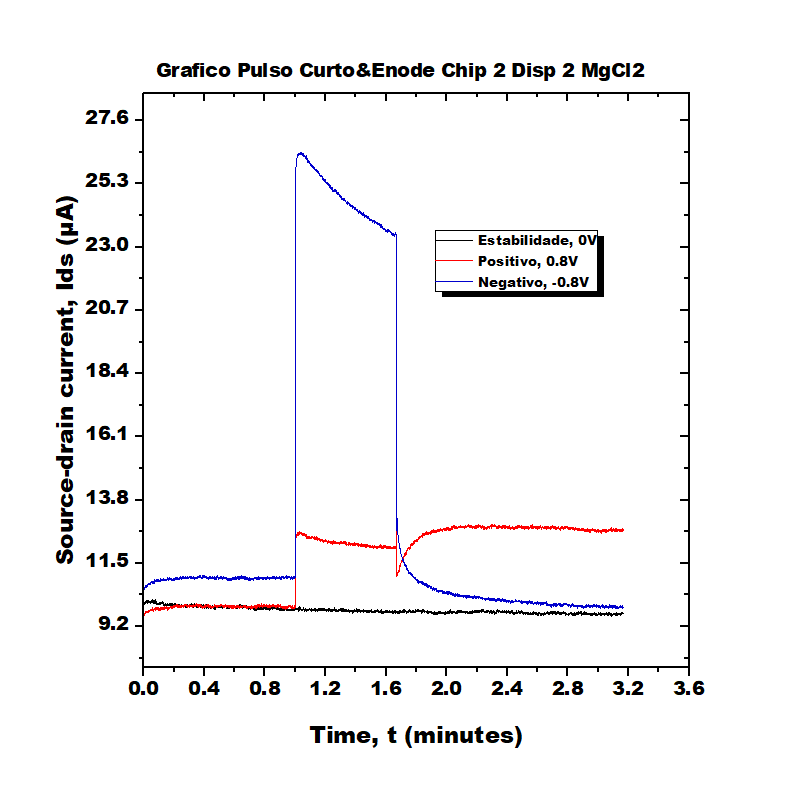 Grafico Pulso Curto&Enode Chip 2 Disp 2 MgCl2
Source-drain current, Ids (µA)
27.6
25.3
23.0
20.7
18.4
16.1
13.8
11.5
9.2
Estabilidade, 0V
Positivo, 0.8V
Negativo, -0.8V
0.0 0.4 0.8 1.2 1.6 2.0 2.4 2.8 3.2 3.6
Time, t (minutes)